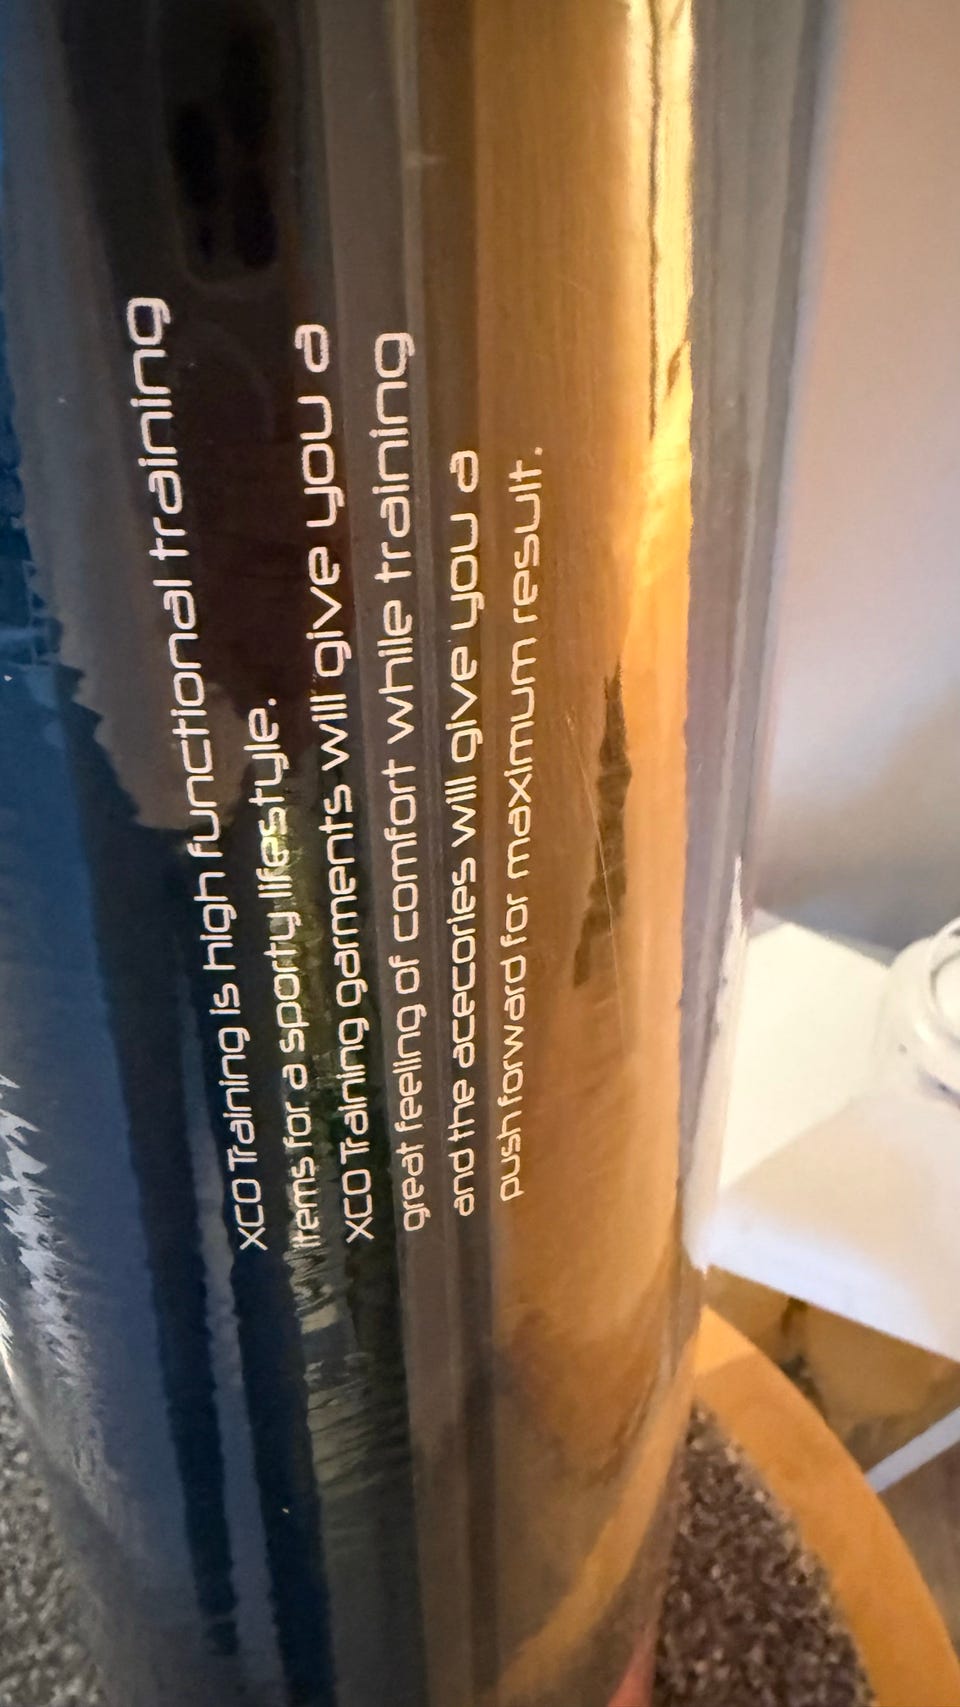 XCO Training is high functional training
items for a sporty lifestyle.
XCO Training garments will give you a
great feeling of comfort while training
and the acecories will give you a
push forward for maximum result.